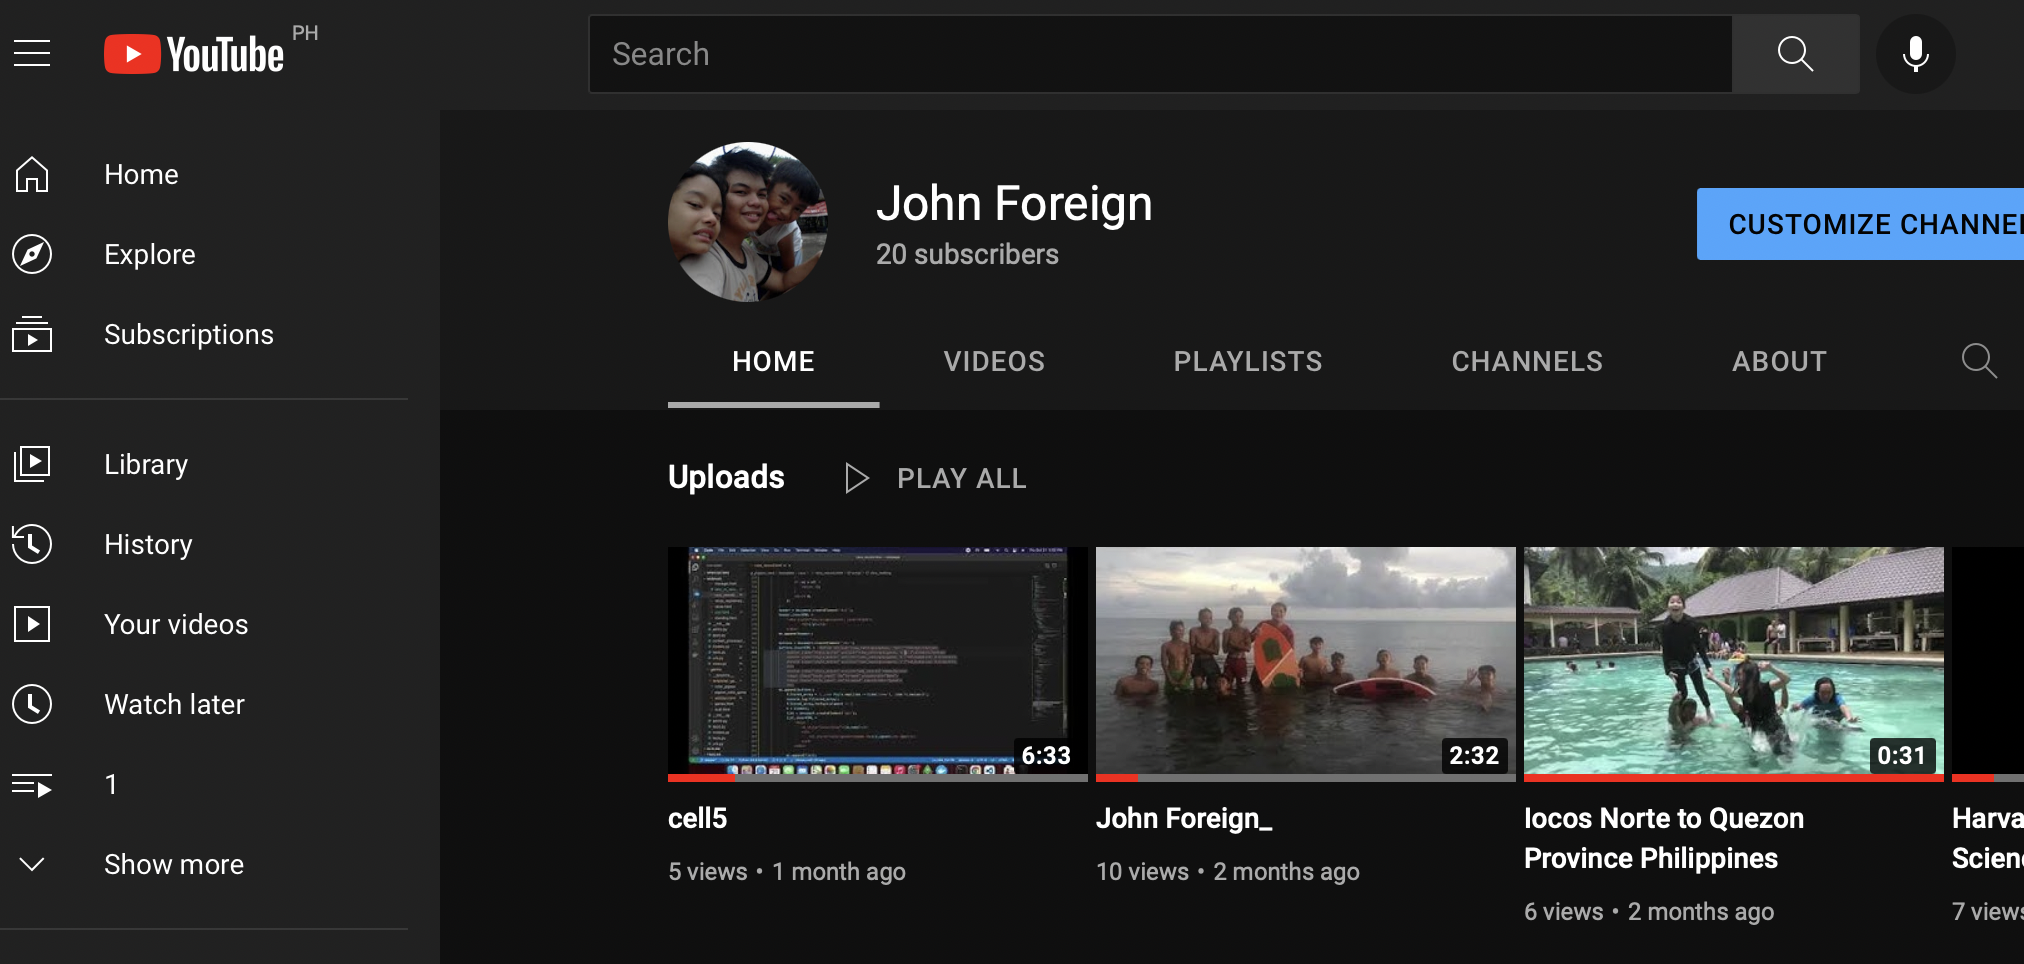 YouTube PH
Search
Home
Explore
Subscriptions
Library
History
Your videos
Watch later
1
Show more
John Foreign
20 subscribers
CUSTOMIZE CHANNEL
HOME VIDEOS PLAYLISTS CHANNELS ABOUT
Uploads PLAY ALL
6:33
cell5
5 views • 1 month ago
2:32
John Foreign_
10 views • 2 months ago
0:31
Iocos Norte to Quezon
Province Philippines
6 views • 2 months ago
Harva
Scien
7 views